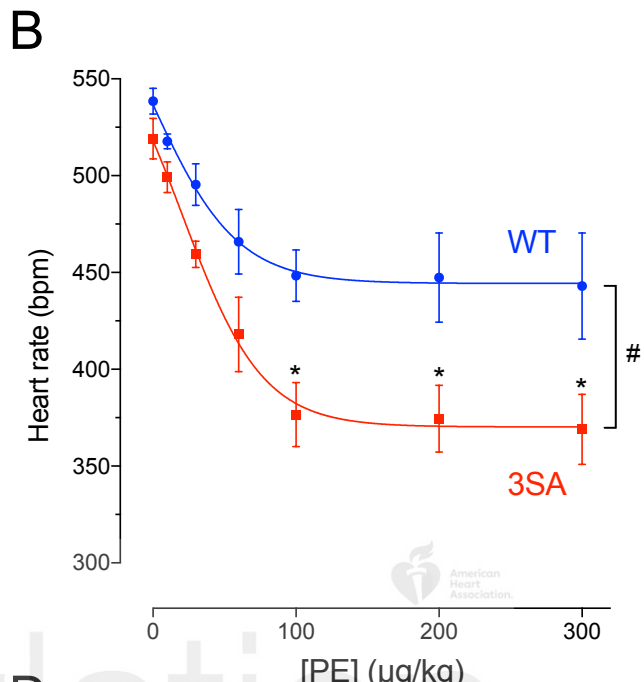 B
550
500
450
400
350
300
Heart rate (bpm)
WT
#
*
*
*
3SA
American
Heart
Association.
0
100
200
300
[PE] (µg/kg)